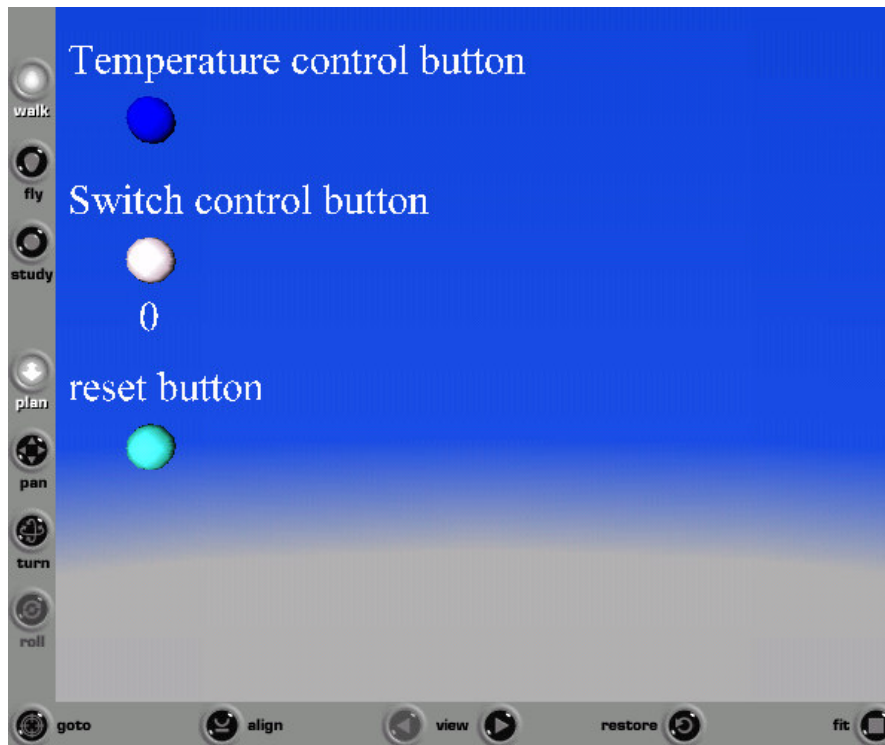 Temperature control button
walk
fly
Switch control button
study
0
plan
reset button
pan
turn
roll
goto
align
view
restore
fit